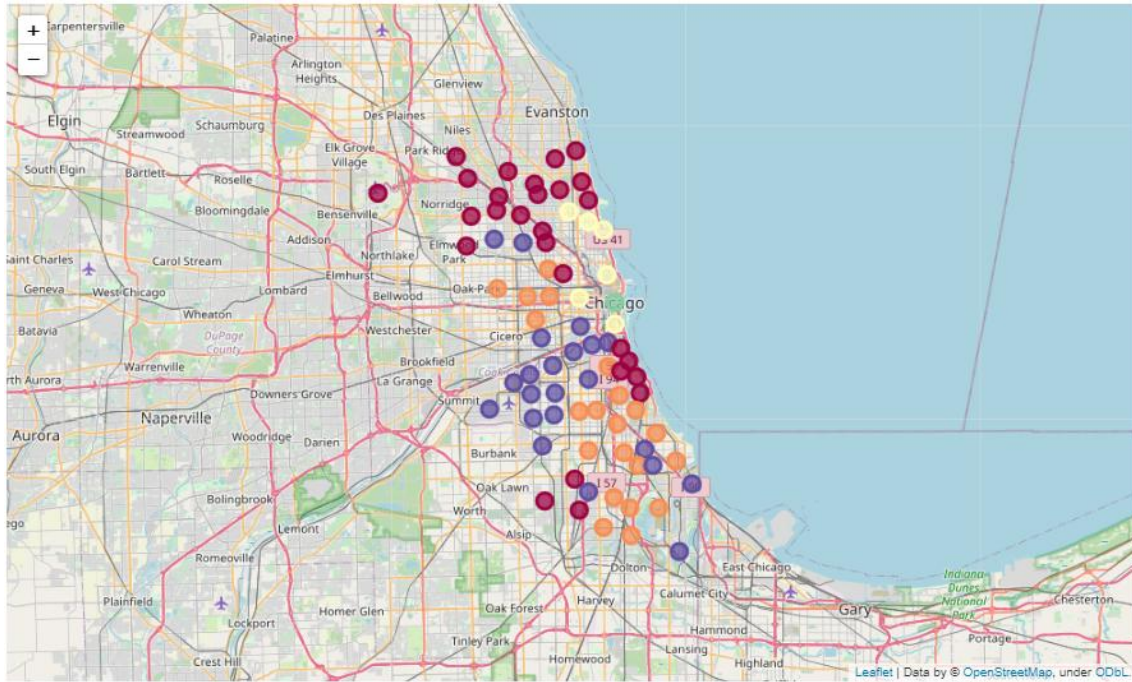 +
−
Carpentersville
Palatine
Arlington
Heights
Glenview
Evanston
Des Plaines
Elgin
Streamwood
Schaumburg
Niles
Elk Grove
Village
Park Rid
South Elgin
Bartlett
Roselle
Bloomingdale
Bensenville
Norridge
Addison
Elmwood
Park
US 41
Northlake
Saint Charles
Carol Stream
Elmhurst
Geneva
West Chicago
Lombard
Bellwood
Oak Park
Chicago
Batavia
Wheaton
Westchester
Cicero
DuPage
County
Brookfield
North Aurora
Warrenville
La Grange
I 94
Downers Grove
Summit
Naperville
Aurora
Woodridge
Darien
Burbank
Oak Lawn
I 57
Bolingbrook
Lemont
Worth
Alsip
Romeoville
Dolton
East Chicago
Plainfield
Homer Glen
Harvey
Calumet City
Indiana
Dunes
National
Park
Chesterton
Lockport
Oak Forest
Gary
Tinley Park
Hammond
Portage
Crest Hill
Homewood
Lansing
Highland
Leaflet | Data by © OpenStreetMap, under ODbL.